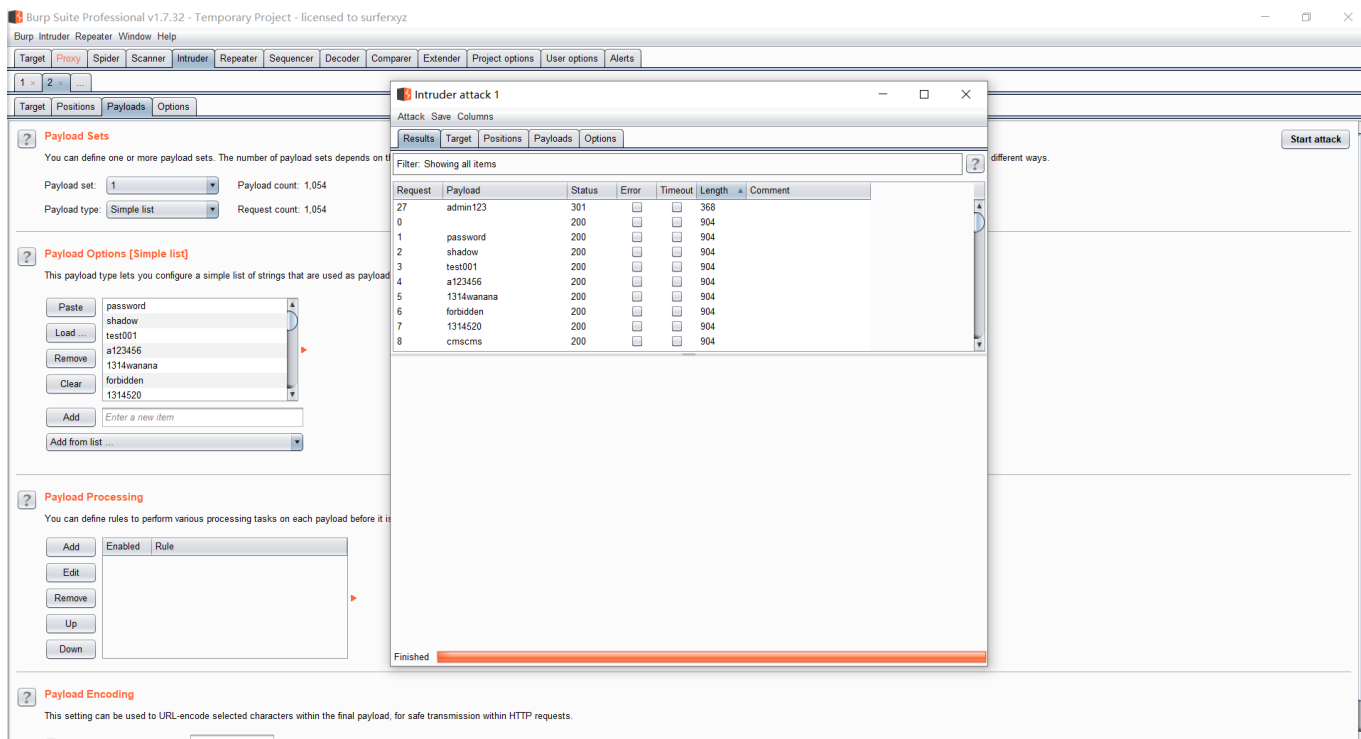 Burp Suite Professional v1.7.32 - Temporary Project - licensed to surferxyz
Burp Intruder Repeater Window Help
Target Proxy Spider Scanner Intruder Repeater Sequencer Decoder Comparer Extender Project options User options Alerts
1 × 2 × ...
Target Positions Payloads Options
? Payload Sets
Start attack
You can define one or more payload sets. The number of payload sets depends on t
different ways.
Payload set: 1 Payload count: 1,054
Payload type: Simple list Request count: 1,054
? Payload Options [Simple list]
This payload type lets you configure a simple list of strings that are used as payload
Paste
Load ...
Remove
Clear
password
shadow
test001
a123456
1314wanana
forbidden
1314520
Add Enter a new item
Add from list ...
? Payload Processing
You can define rules to perform various processing tasks on each payload before it is
Add
Edit
Remove
Up
Down
Enabled Rule
? Payload Encoding
This setting can be used to URL-encode selected characters within the final payload, for safe transmission within HTTP requests.
Intruder attack 1
Attack Save Columns
Results Target Positions Payloads Options
Filter: Showing all items ?
Request Payload Status Error Timeout Length Comment
27 admin123 301 368
0 200 904
1 password 200 904
2 shadow 200 904
3 test001 200 904
4 a123456 200 904
5 1314wanana 200 904
6 forbidden 200 904
7 1314520 200 904
8 cmscms 200 904
Finished